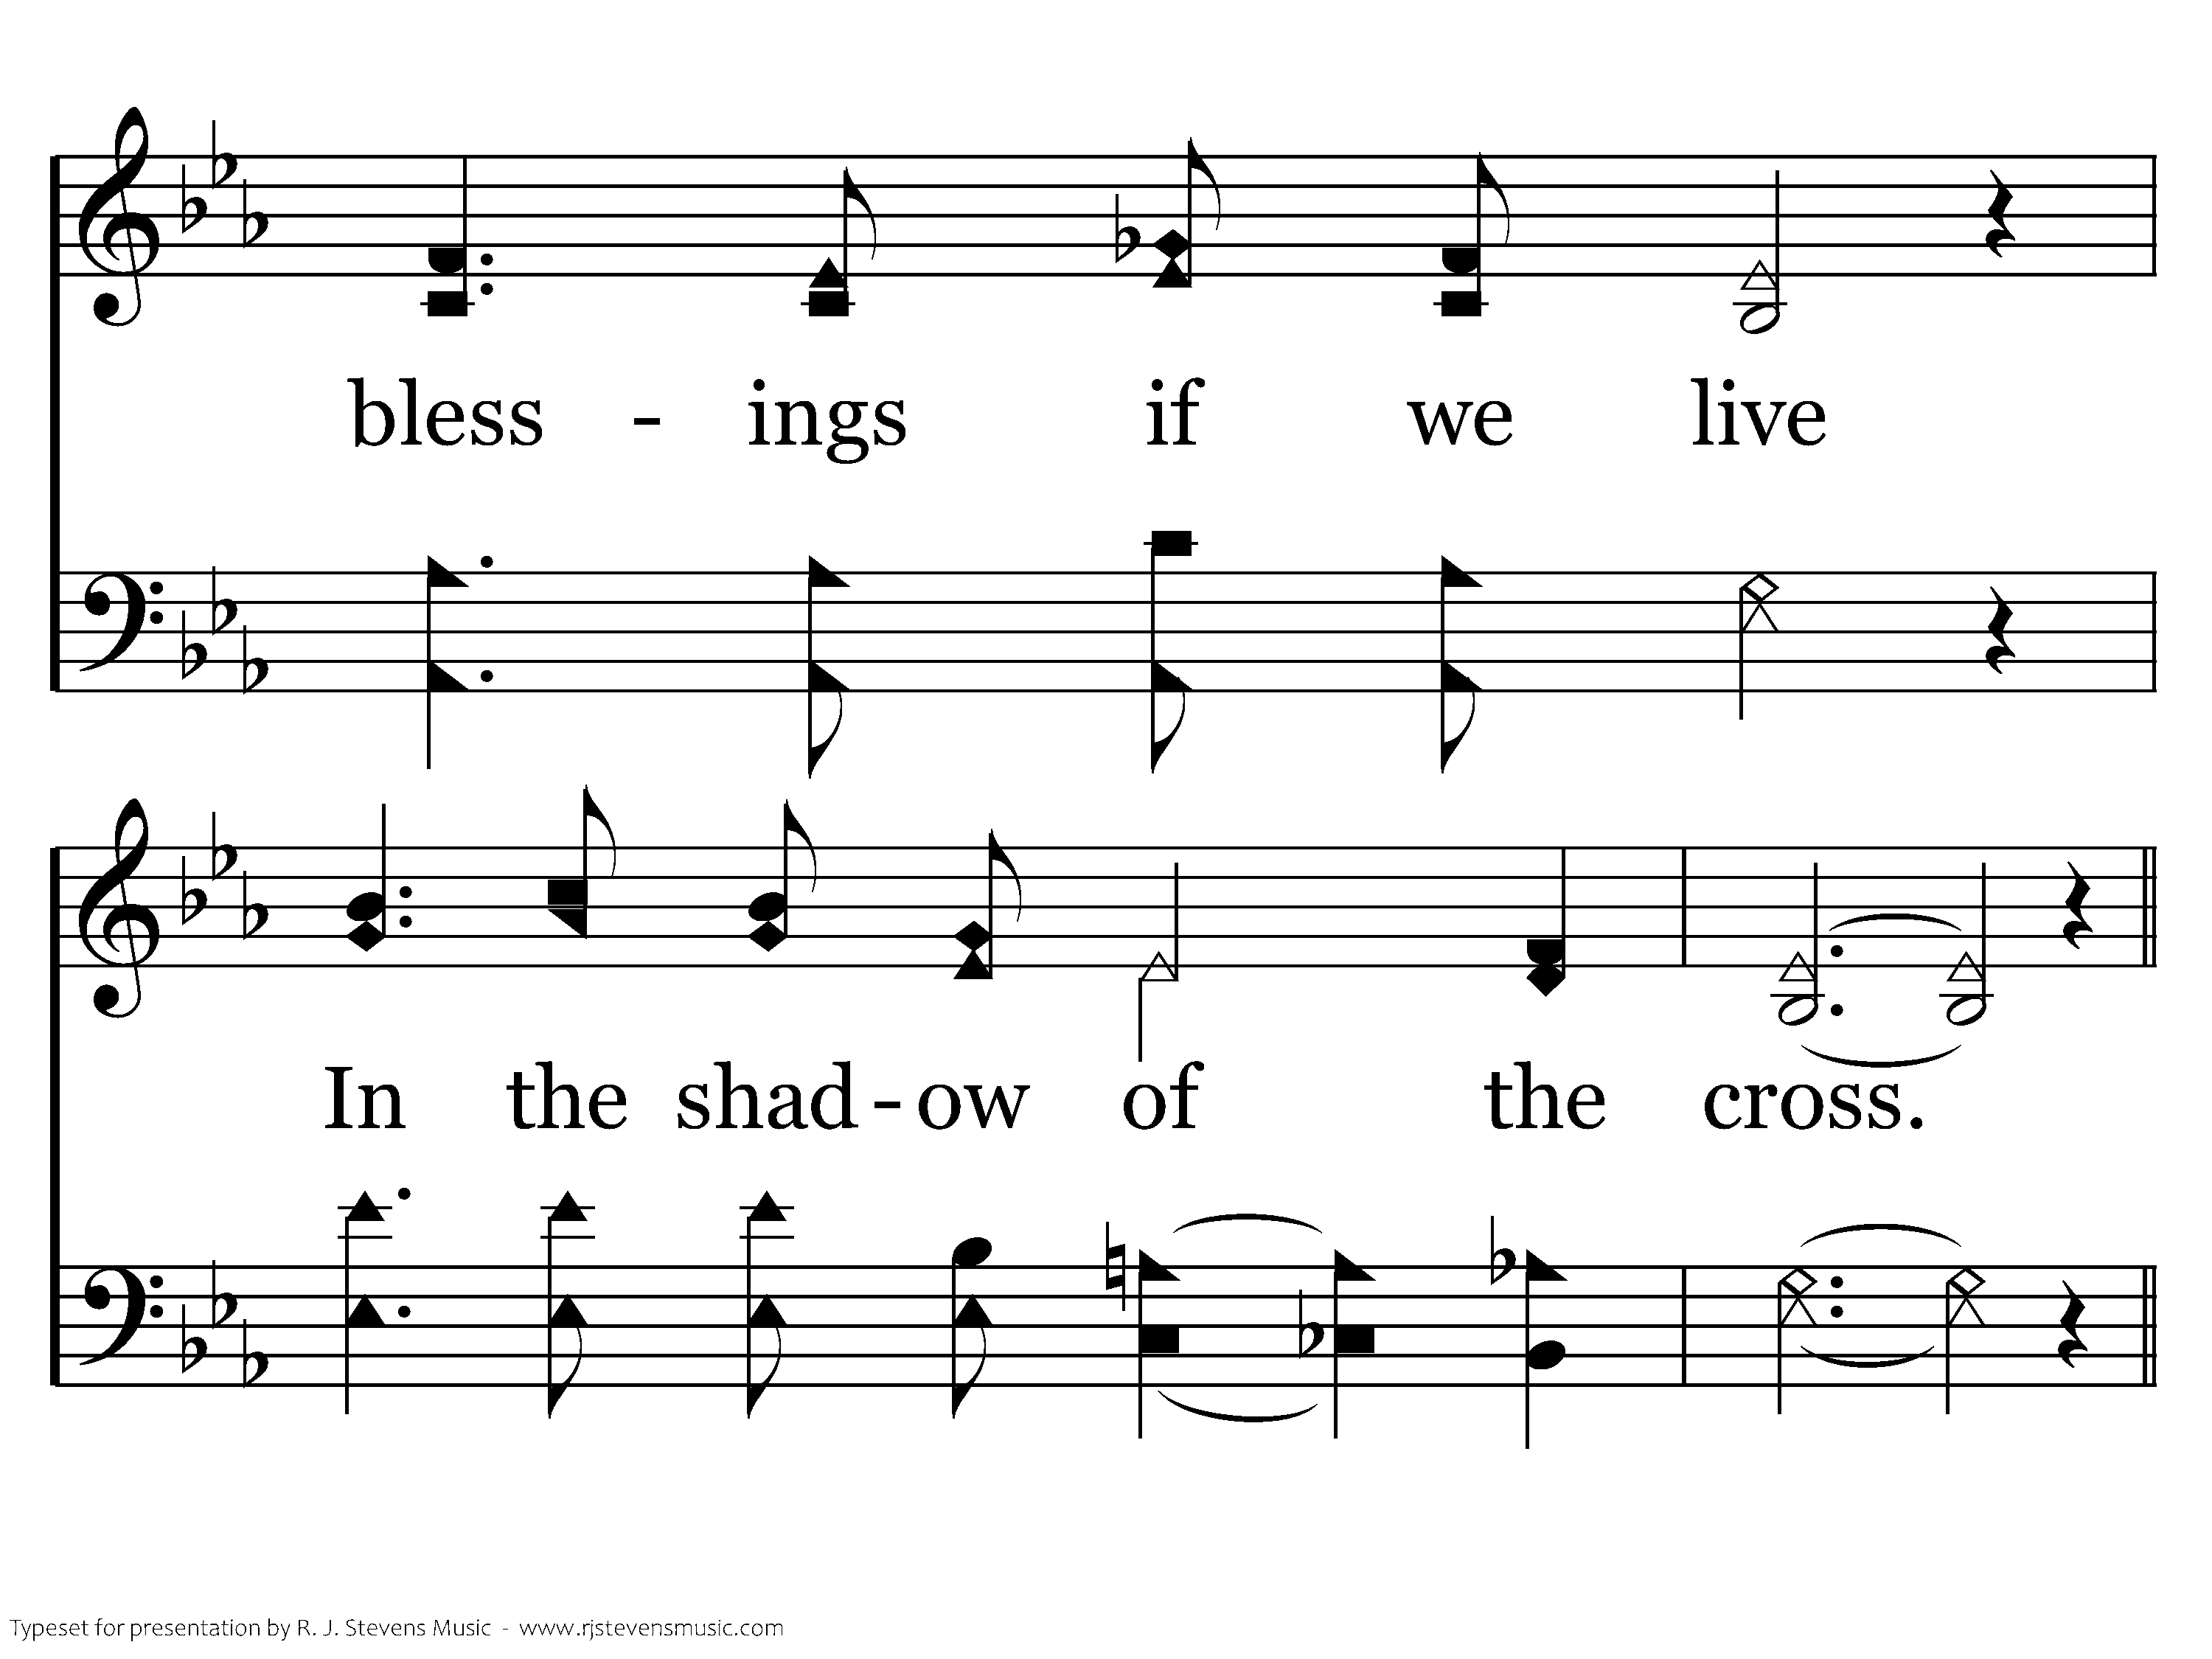 bless - ings if we live
In the shad - ow of the cross.
Typeset for presentation by R. J. Stevens Music - www.rjstevensmusic.com